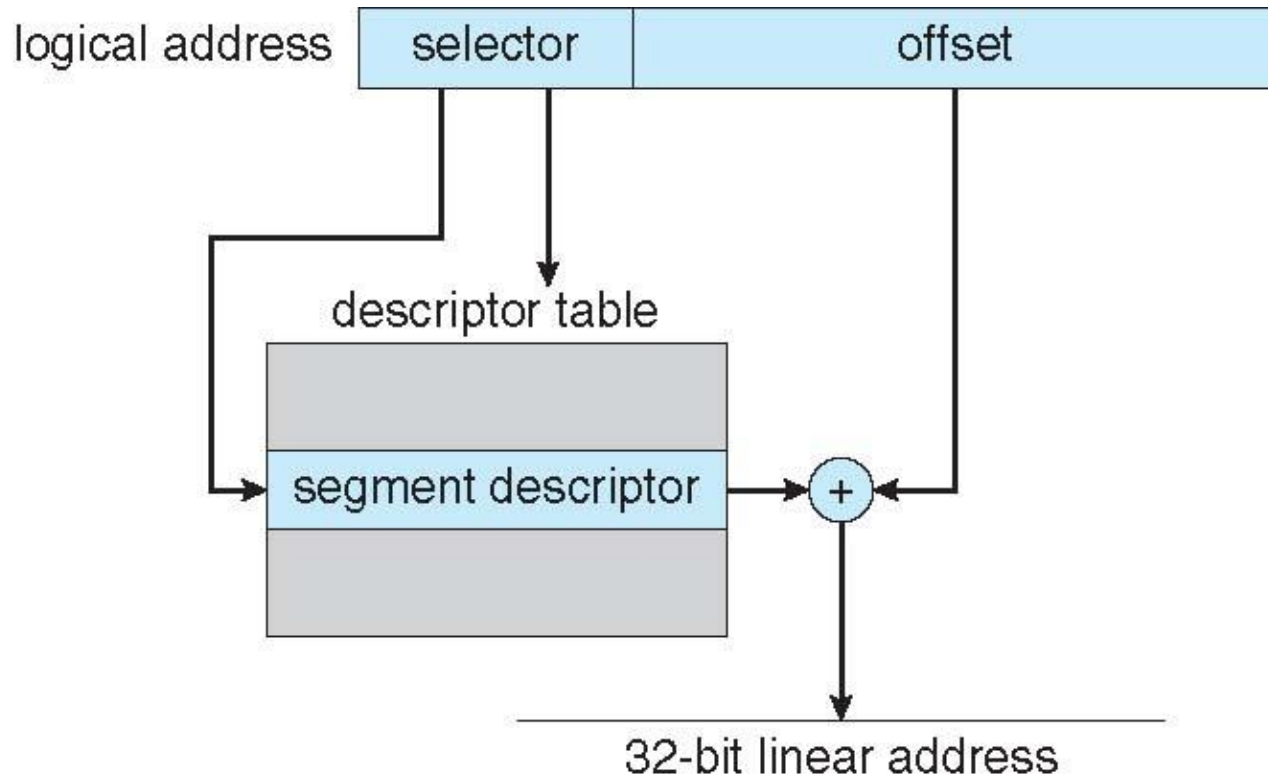 logical address selector offset
descriptor table
segment descriptor +
32-bit linear address